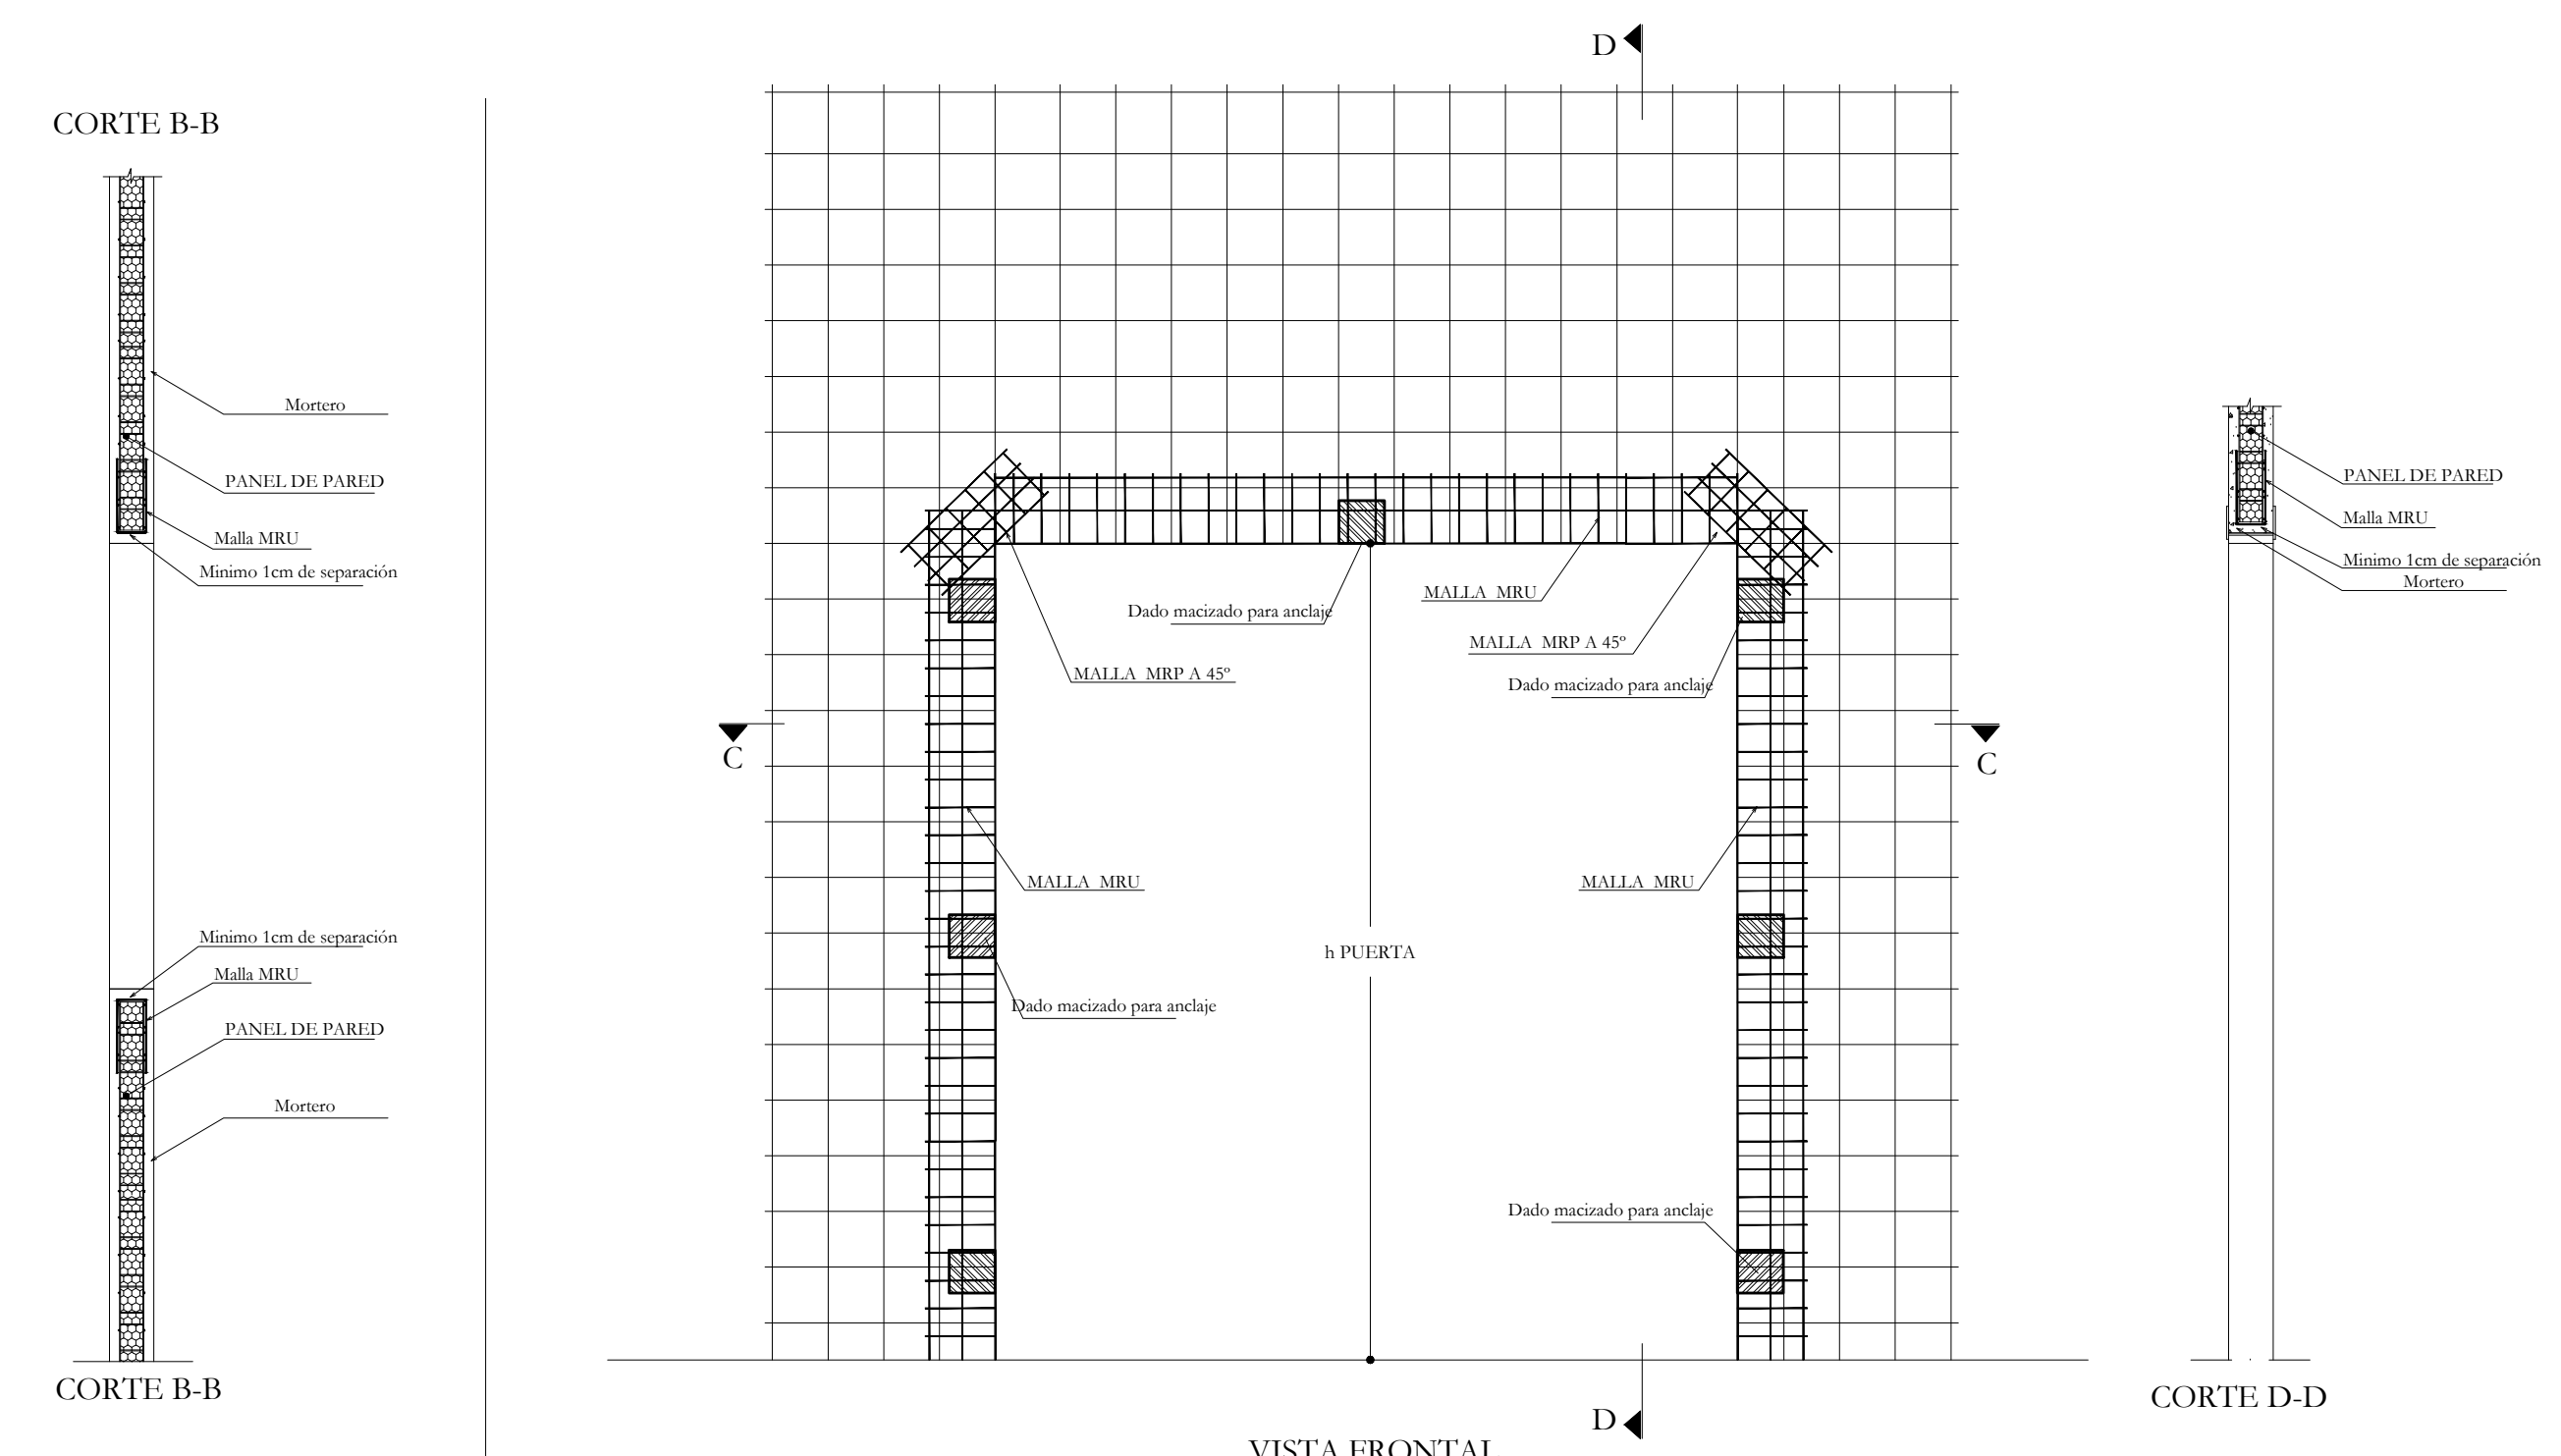 CORTE B-B
Mortero
PANEL DE PARED
Malla MRU
Minimo 1cm de separación
Minimo 1cm de separación
Malla MRU
PANEL DE PARED
Mortero
CORTE B-B
D
MALLA MRU
Dado macizado para anclaje
MALLA MRP A 45º
MALLA MRP A 45º
Dado macizado para anclaje
C
C
MALLA MRU
MALLA MRU
h PUERTA
Dado macizado para anclaje
Dado macizado para anclaje
D
VISTA FRONTAL
PANEL DE PARED
Malla MRU
Minimo 1cm de separación
Mortero
CORTE D-D